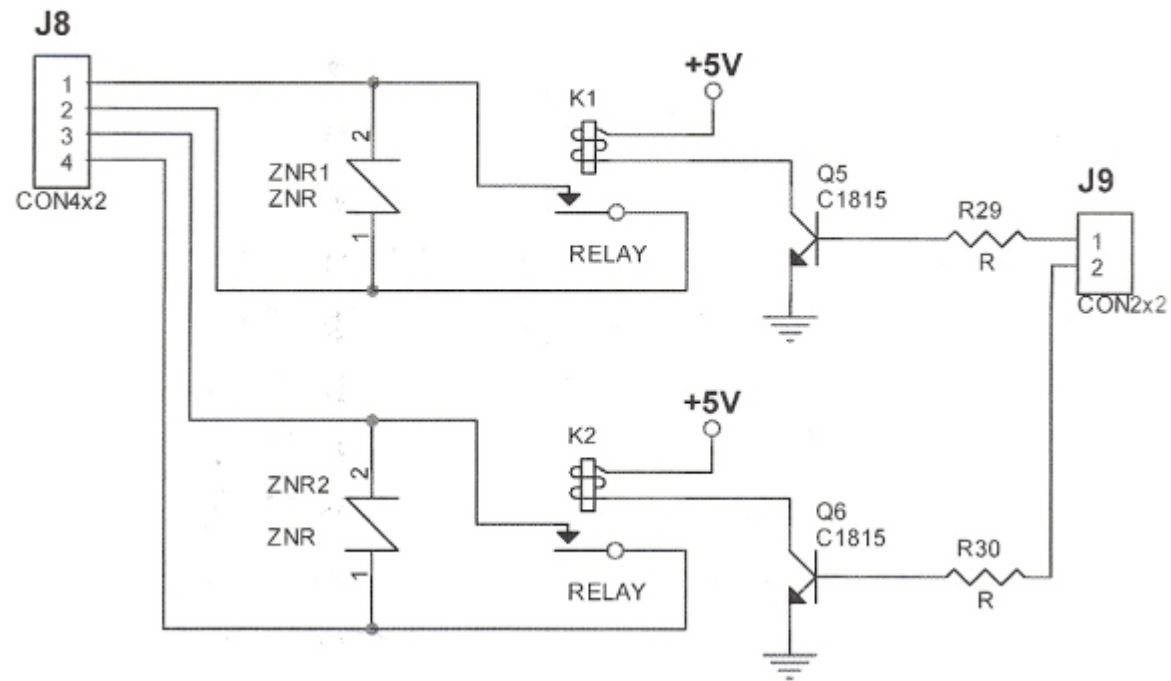 J8
1
2
3
4
CON4x2
2
ZNR1
ZNR
1
K1
+5V
RELAY
Q5
C1815
R29
R
J9
1
2
CON2x2
2
ZNR2
ZNR
1
K2
+5V
RELAY
Q6
C1815
R30
R